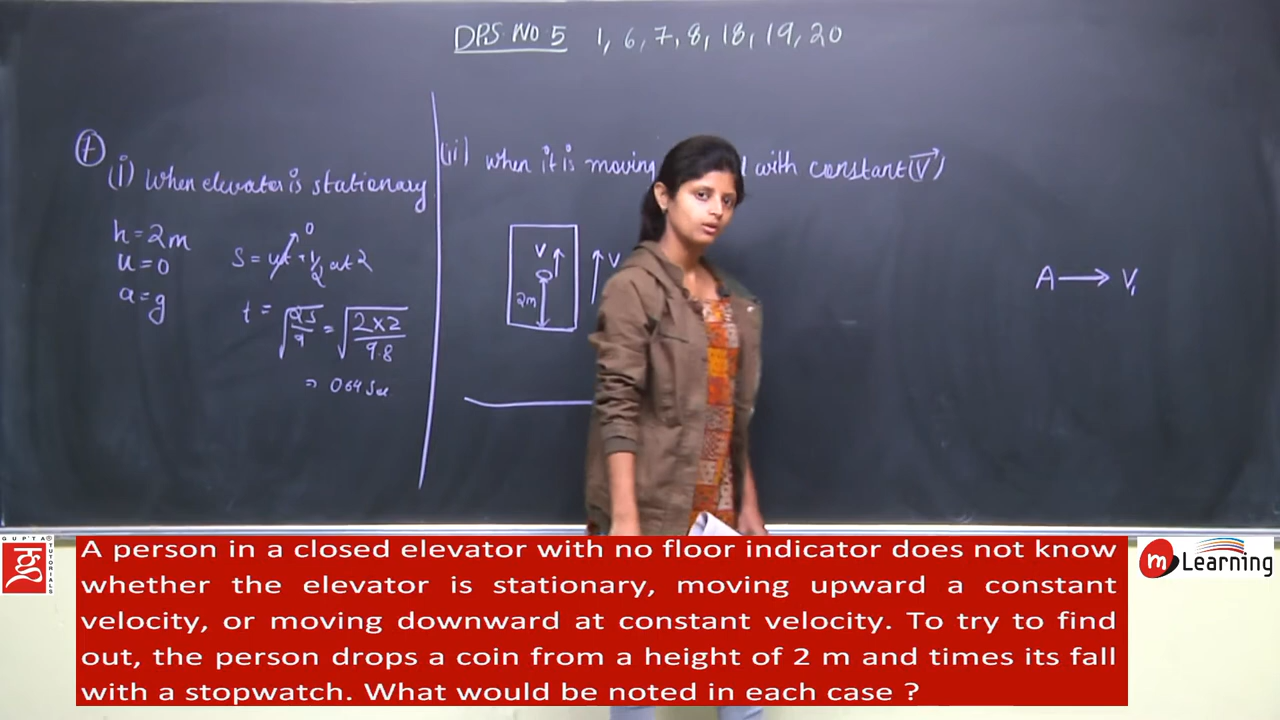 DPS NO 5 1, 6, 7, 8, 18, 19, 20
7
(i) When elevator is stationary
h = 2m
u = 0
a = g
0
S = ut + 1/2 at2
t = √2S/g = √2×2/9.8
= 064 Sec
(ii) when it is moving with constant (V)
V
V
2m
A → V1
GUPTA
TUTORIALS
A person in a closed elevator with no floor indicator does not know
whether the elevator is stationary, moving upward a constant
velocity, or moving downward at constant velocity. To try to find
out, the person drops a coin from a height of 2 m and times its fall
with a stopwatch. What would be noted in each case ?
m Learning